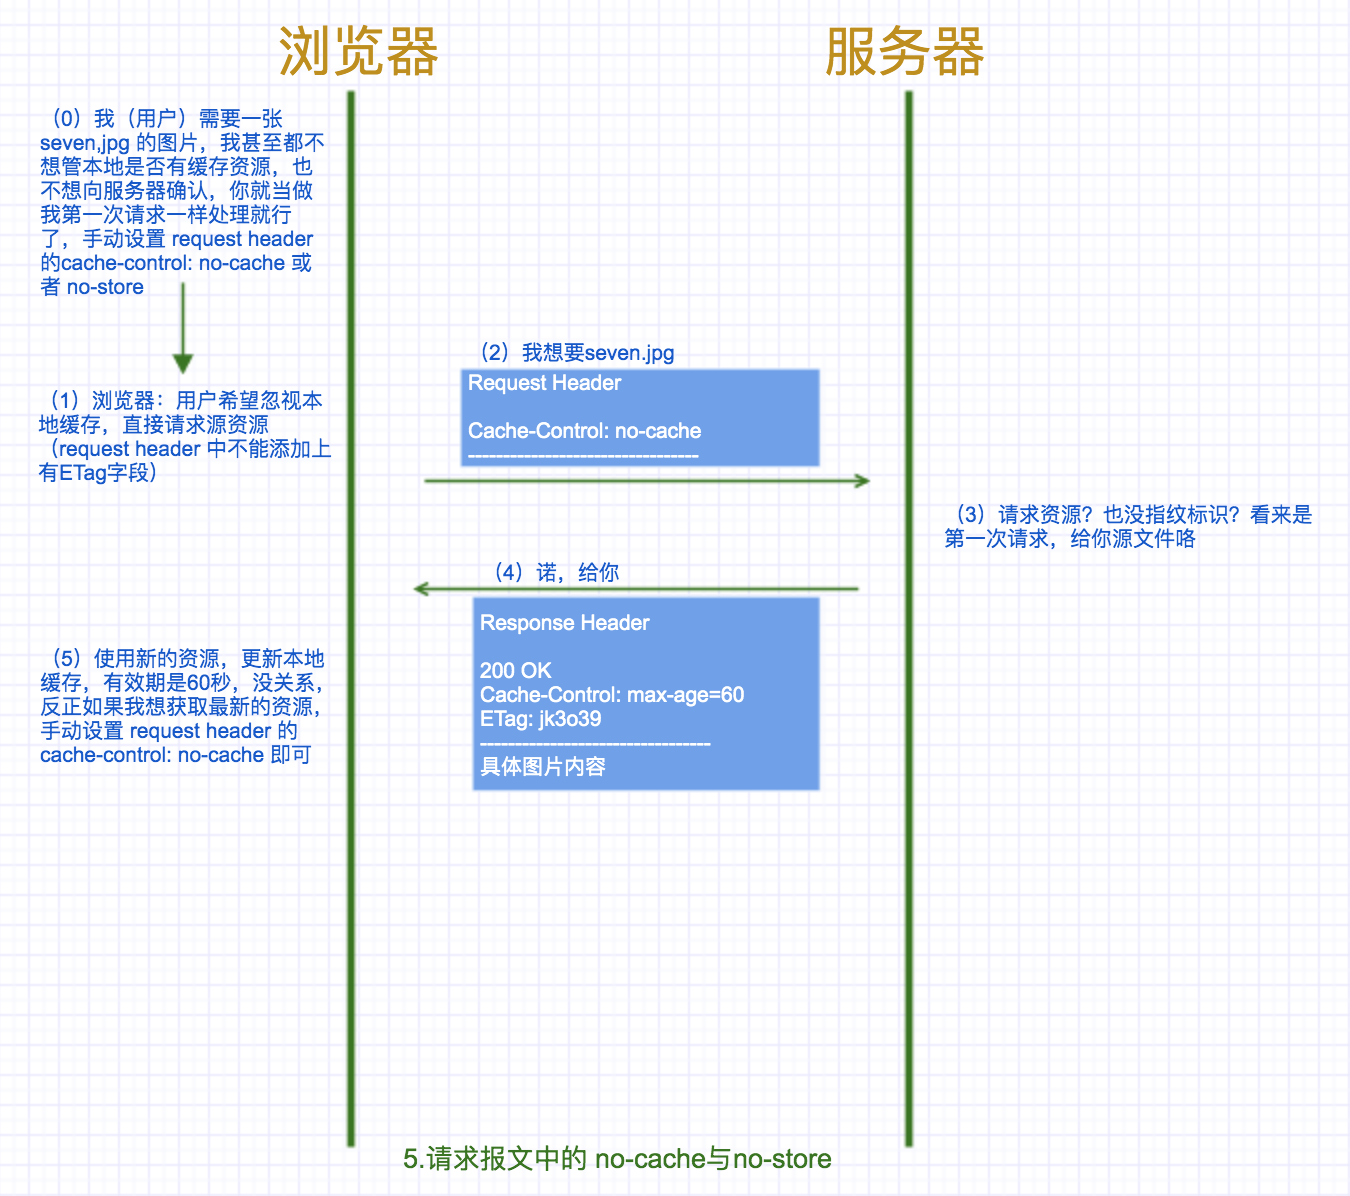 浏览器
服务器
（0）我（用户）需要一张
seven,jpg 的图片，我甚至都不
想管本地是否有缓存资源，也
不想向服务器确认，你就当做
我第一次请求一样处理就行
了，手动设置 request header
的cache-control: no-cache 或
者 no-store
（1）浏览器：用户希望忽视本
地缓存，直接请求源资源
（request header 中不能添加上
有ETag字段）
（2）我想要seven.jpg
Request Header
Cache-Control: no-cache
---------------------------------
（3）请求资源？也没指纹标识？看来是
第一次请求，给你源文件咯
（4）诺，给你
Response Header
200 OK
Cache-Control: max-age=60
ETag: jk3o39
---------------------------------
具体图片内容
（5）使用新的资源，更新本地
缓存，有效期是60秒，没关系，
反正如果我想获取最新的资源，
手动设置 request header 的
cache-control: no-cache 即可
5.请求报文中的 no-cache与no-store